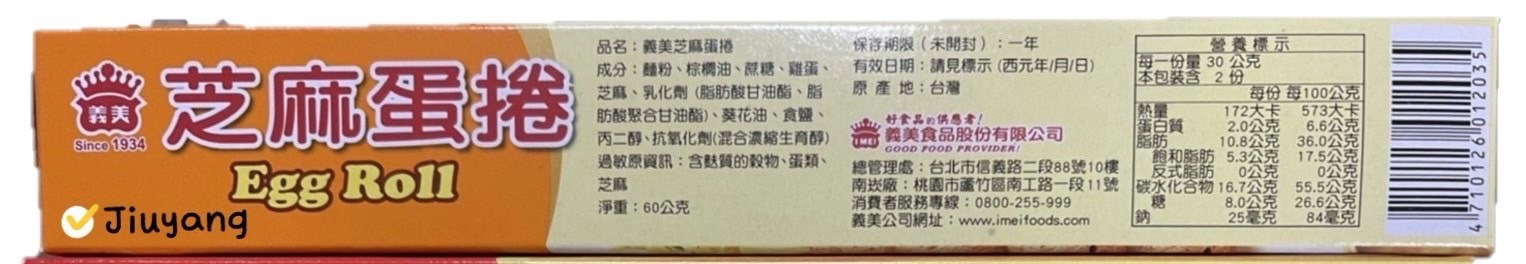 義美
Since 1934
芝麻蛋捲
Egg Roll
Jiuyang
品名：義美芝麻蛋捲
成分：麵粉、棕櫚油、蔗糖、雞蛋、
芝麻、乳化劑 (脂肪酸甘油酯、脂
肪酸聚合甘油酯)、葵花油、食鹽、
丙二醇、抗氧化劑(混合濃縮生育醇)
過敏原資訊：含麩質的穀物、蛋類、
芝麻
淨重：60公克
保存期限（未開封）：一年
有效日期：請見標示 (西元年/月/日)
原 產 地：台灣
好食品的供應者!
IMEI
義美食品股份有限公司
GOOD FOOD PROVIDER!
總管理處：台北市信義路二段88號10樓
南崁廠：桃園市蘆竹區南工路一段11號
消費者服務專線：0800-255-999
義美公司網址：www.imeifoods.com
營養標示
每一份量 30 公克
本包裝含 2 份
每份 每100公克
熱量 172大卡 573大卡
蛋白質 2.0公克 6.6公克
脂肪 10.8公克 36.0公克
飽和脂肪 5.3公克 17.5公克
反式脂肪 0公克 0公克
碳水化合物 16.7公克 55.5公克
糖 8.0公克 26.6公克
鈉 25毫克 84毫克
4 710126 012035